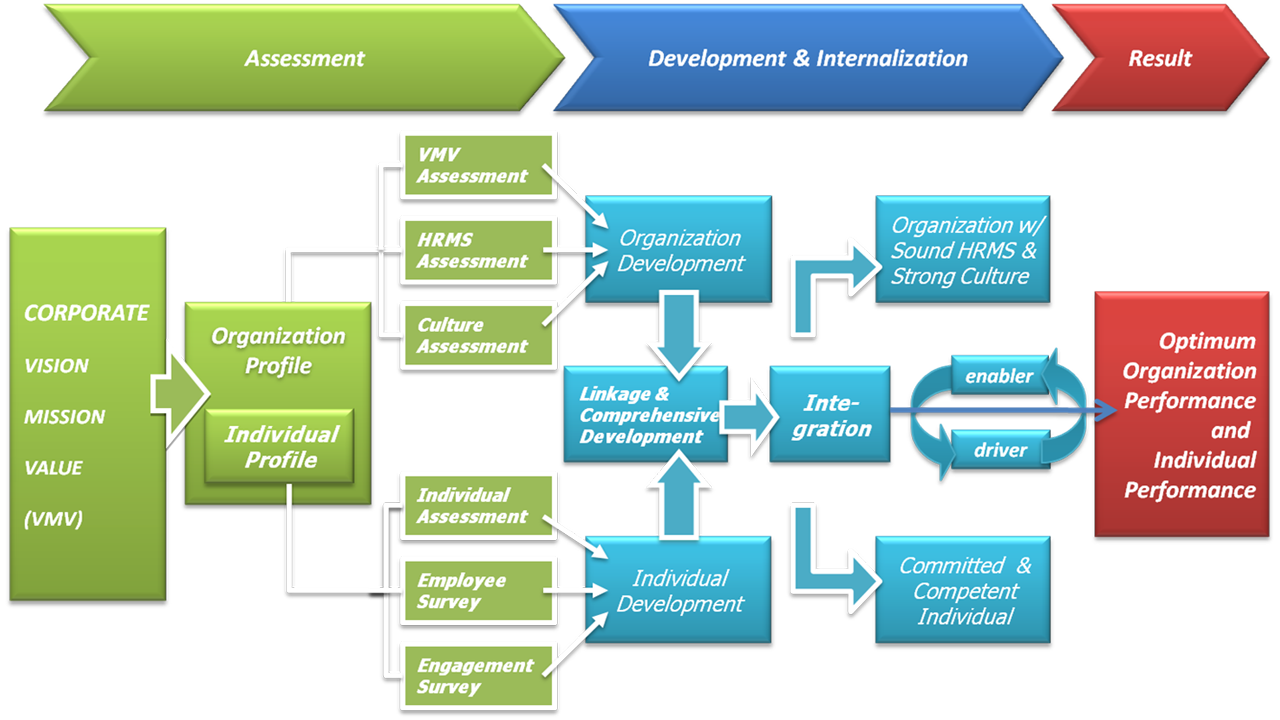 Assessment
Development & Internalization
Result
CORPORATE
VISION
MISSION
VALUE
(VMV)
Organization
Profile
Individual
Profile
VMV
Assessment
HRMS
Assessment
Culture
Assessment
Individual
Assessment
Employee
Survey
Engagement
Survey
Organization
Development
Linkage &
Comprehensive
Development
Individual
Development
Inte-
gration
Organization w/
Sound HRMS &
Strong Culture
enabler
driver
Committed &
Competent
Individual
Optimum
Organization
Performance
and
Individual
Performance